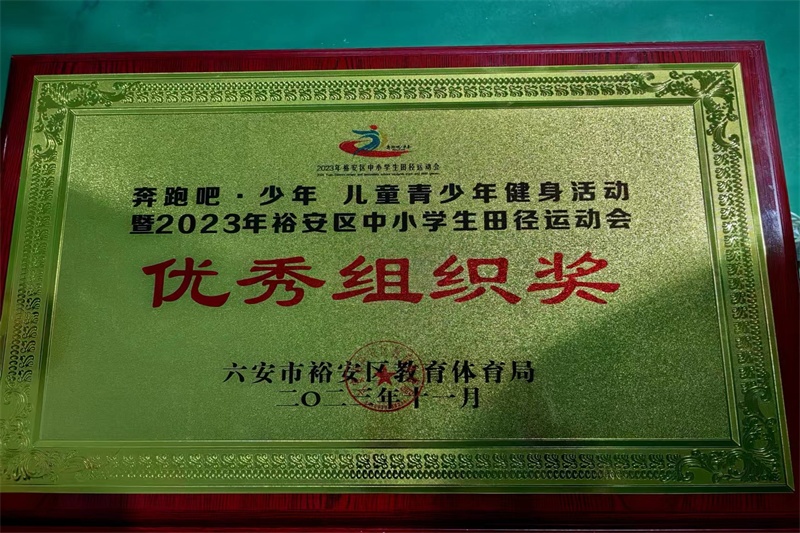 2023年裕安区中小学生田径运动会
奔跑吧·少年 儿童青少年健身活动
暨2023年裕安区中小学生田径运动会
优秀组织奖
六安市裕安区教育体育局
二〇二三年十一月